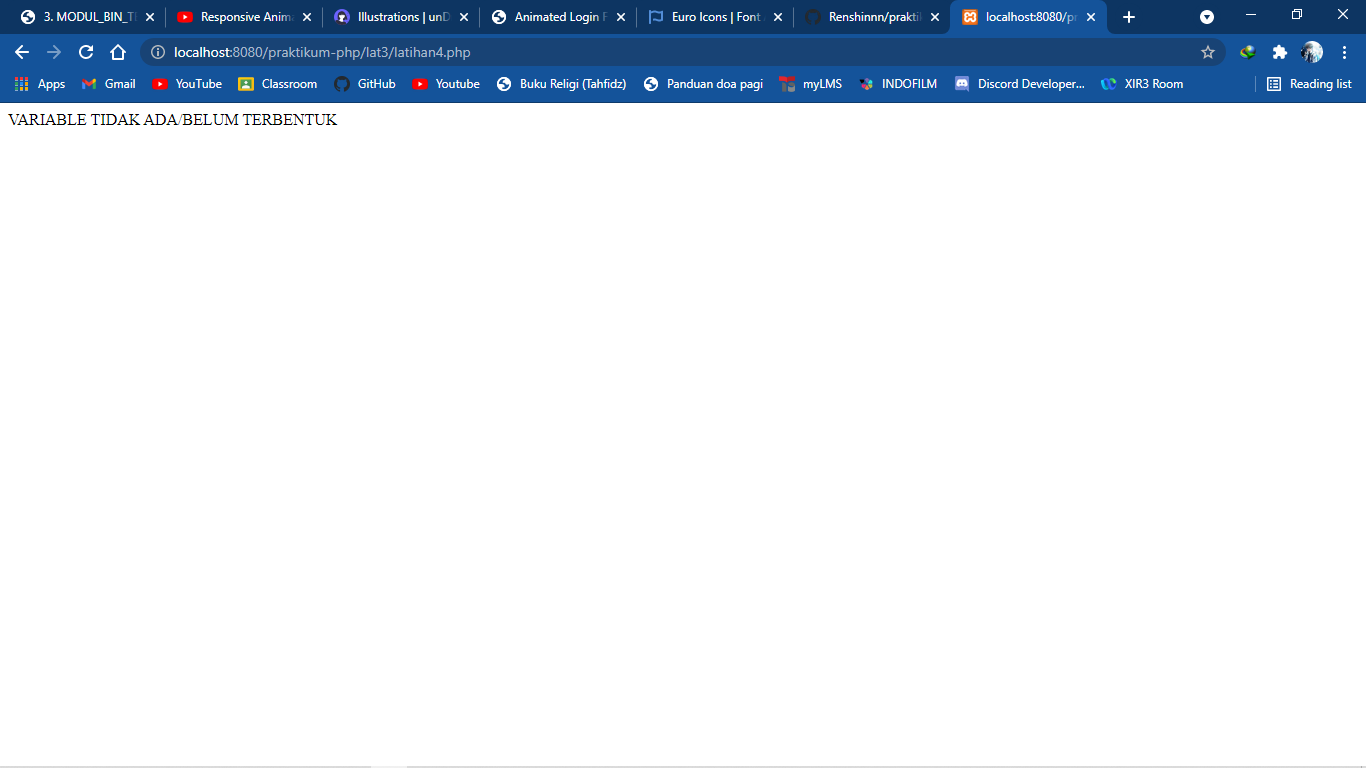 3. MODUL_BIN_T
Responsive Anim
Illustrations | unD
Animated Login F
Euro Icons | Font
Renshinnn/prakti
localhost:8080/pr
localhost:8080/praktikum-php/lat3/latihan4.php
Apps
Gmail
YouTube
Classroom
GitHub
Youtube
Buku Religi (Tahfidz)
Panduan doa pagi
myLMS
INDOFILM
Discord Developer...
XIR3 Room
Reading list
VARIABLE TIDAK ADA/BELUM TERBENTUK